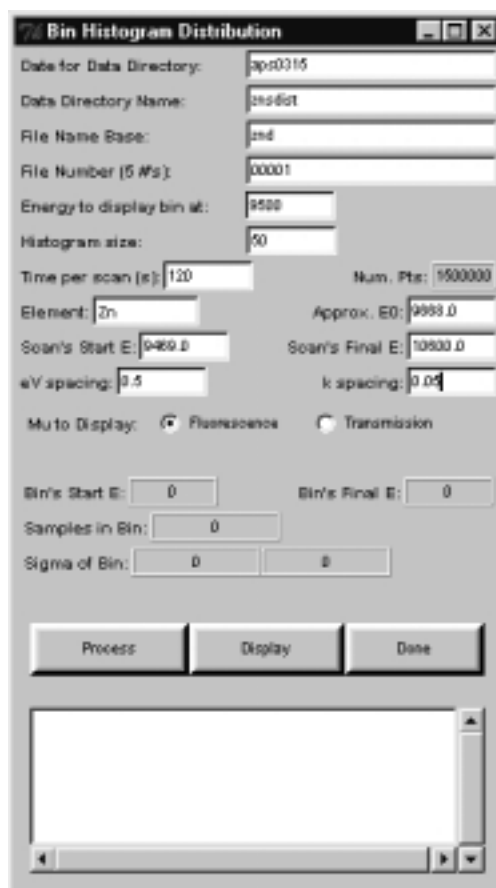 Bin Histogram Distribution
Date for Data Directory: aps0315
Data Directory Name: znsdist
File Name Base: znd
File Number (5 #'s): 00001
Energy to display bin at: 9500
Histogram size: 50
Time per scan (s): 120 Num. Pts: 1500000
Element: Zn Approx. E0:
Scan's Start E: 9469.0 Scan's Final E: 10600.0
eV spacing: 0.5 k spacing: 0.05
Mu to Display: Fluorescence Transmission
Bin's Start E: 0 Bin's Final E: 0
Samples in Bin: 0
Sigma of Bin: 0 0
Process Display Done